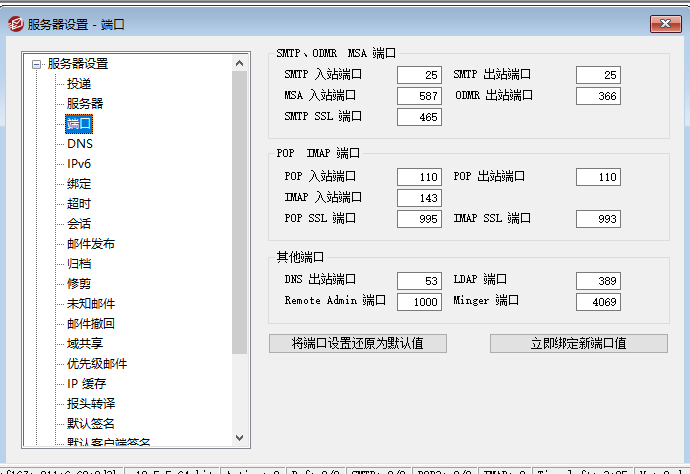 服务器设置 - 端口
服务器设置
投递
服务器
端口
DNS
IPv6
绑定
超时
会话
邮件发布
归档
修剪
未知邮件
邮件撤回
域共享
优先级邮件
IP 缓存
报头转译
默认签名
默认客户端签名
SMTP、ODMR MSA 端口
SMTP 入站端口 25 SMTP 出站端口 25
MSA 入站端口 587 ODMR 出站端口 366
SMTP SSL 端口 465
POP IMAP 端口
POP 入站端口 110 POP 出站端口 110
IMAP 入站端口 143
POP SSL 端口 995 IMAP SSL 端口 993
其他端口
DNS 出站端口 53 LDAP 端口 389
Remote Admin 端口 1000 Minger 端口 4069
将端口设置还原为默认值 立即绑定新端口值